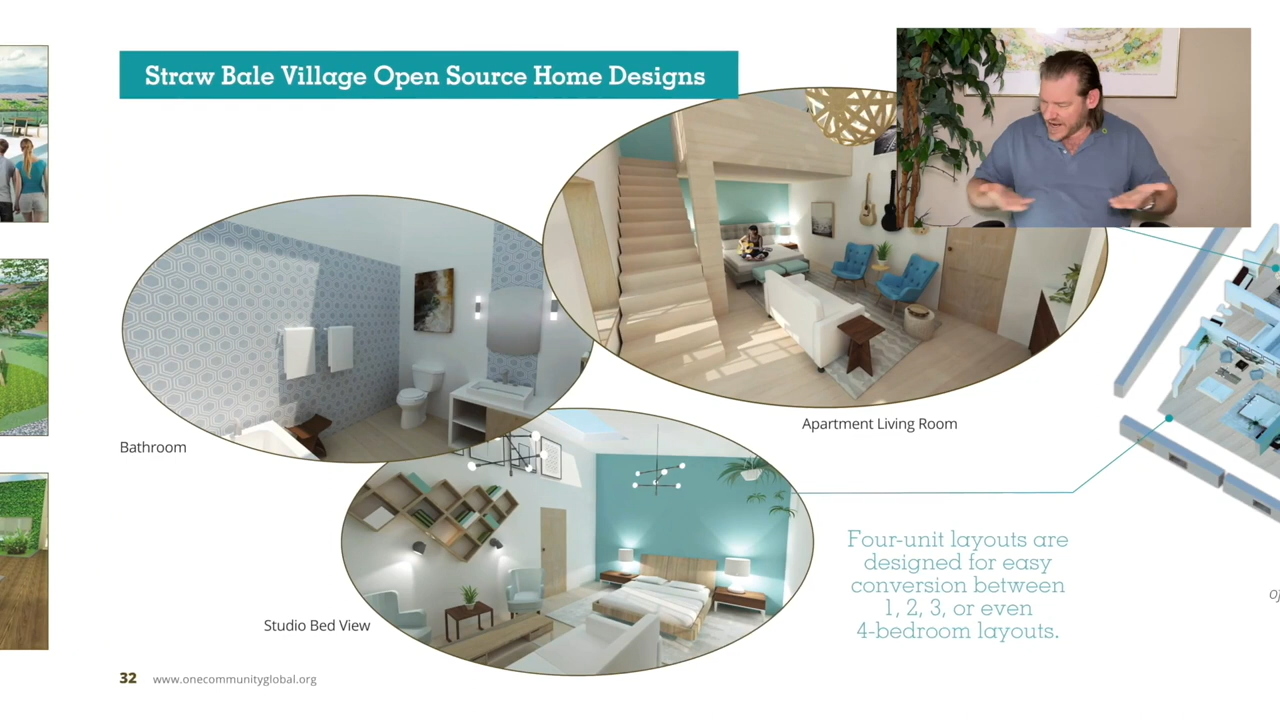 Straw Bale Village Open Source Home Designs
Bathroom
Apartment Living Room
Studio Bed View
Four-unit layouts are
designed for easy
conversion between
1, 2, 3, or even
4-bedroom layouts.
32 www.onecommunityglobal.org